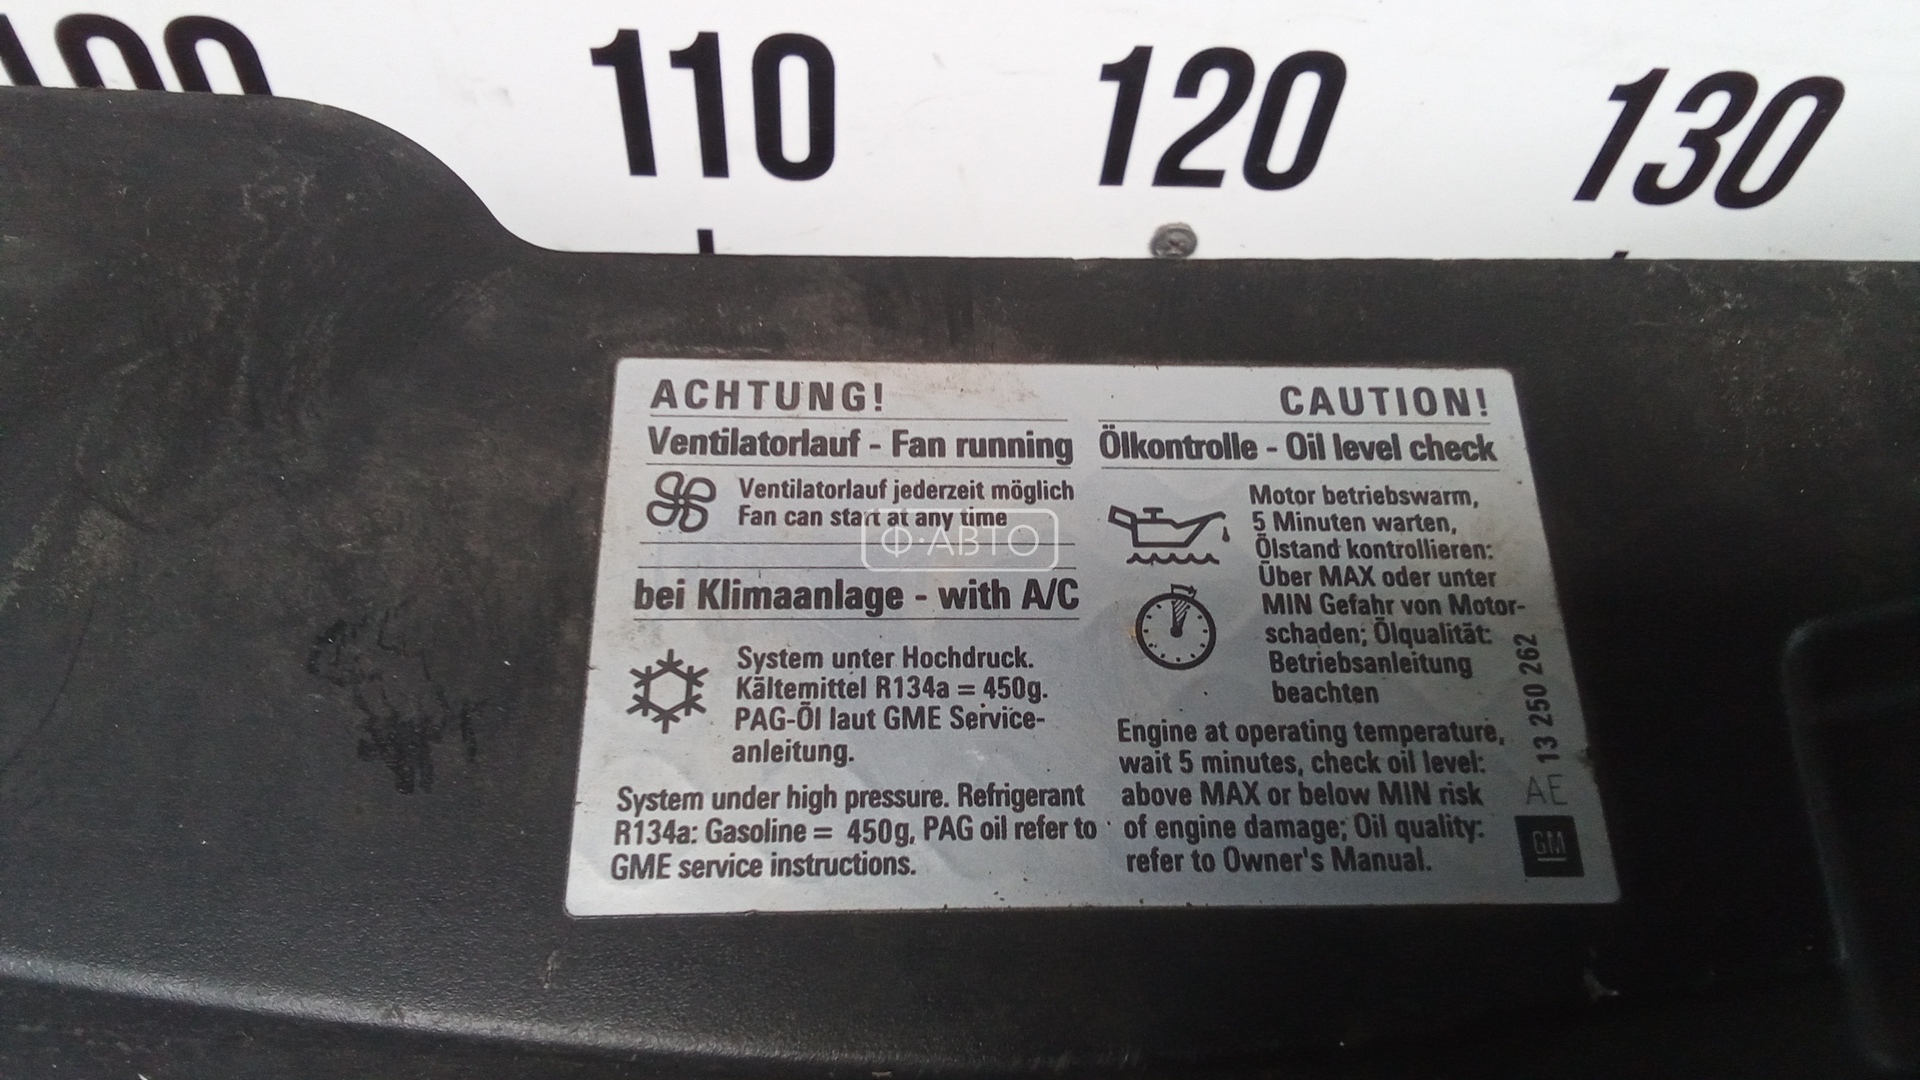 100
110
120
130
ACHTUNG!
CAUTION!
Ventilatorlauf - Fan running
Ventilatorlauf jederzeit möglich
Fan can start at any time
bei Klimaanlage - with A/C
System unter Hochdruck.
Kältemittel R134a = 450g.
PAG-Öl laut GME Service-
anleitung.
System under high pressure. Refrigerant
R134a: Gasoline = 450g, PAG oil refer to
GME service instructions.
Ölkontrolle - Oil level check
Motor betriebswarm,
5 Minuten warten,
Ölstand kontrollieren:
Über MAX oder unter
MIN Gefahr von Motor-
schaden; Ölqualität:
Betriebsanleitung
beachten
Engine at operating temperature,
wait 5 minutes, check oil level:
above MAX or below MIN risk
of engine damage; Oil quality:
refer to Owner's Manual.
13 250 262
AE
GM
Ф·АВТО